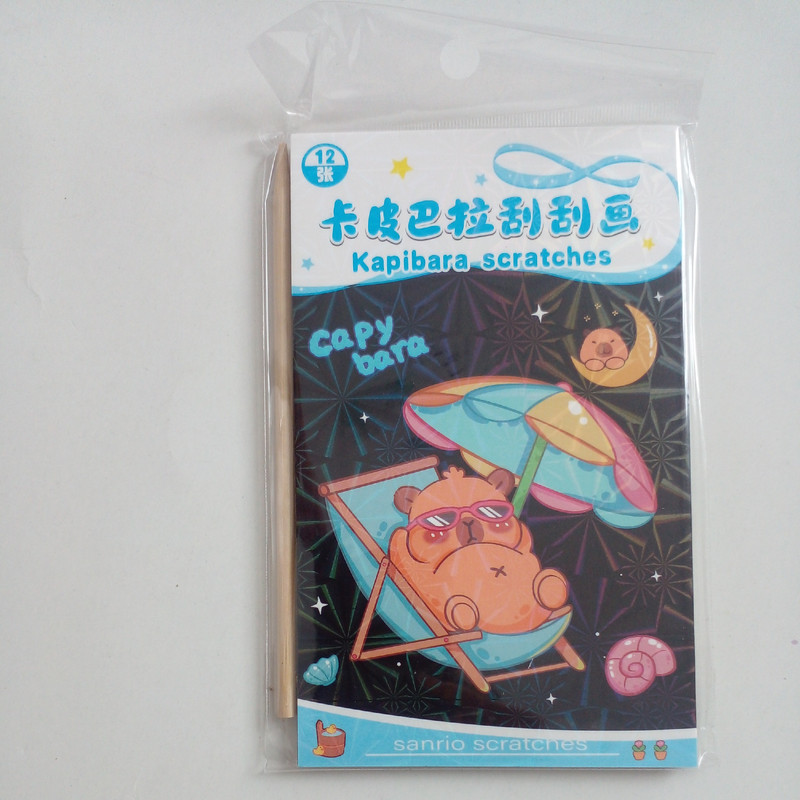 12
张
卡皮巴拉刮刮画
Kapibara scratches
Capy
bara
sanrio scratches